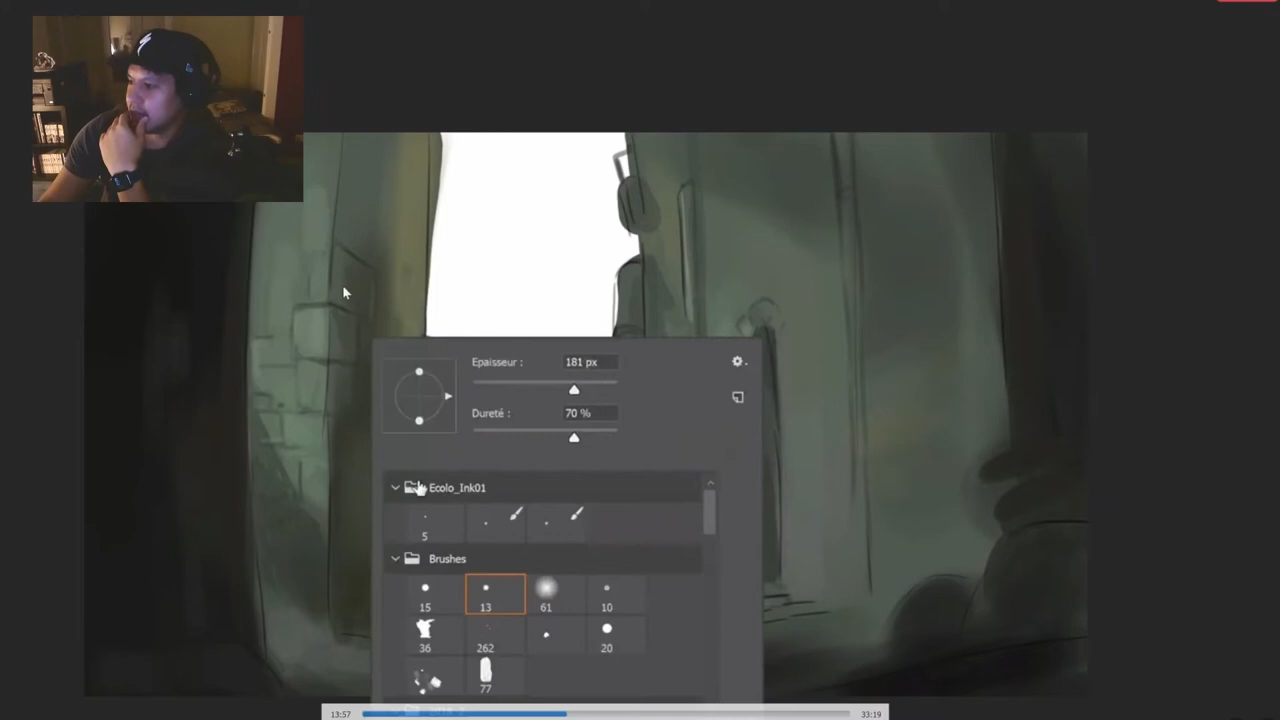 Epaisseur : 181 px
Dureté : 70 %
Ecolo_Ink01
5
Brushes
15 13 61 10
36 262 20
77
13:57 33:19